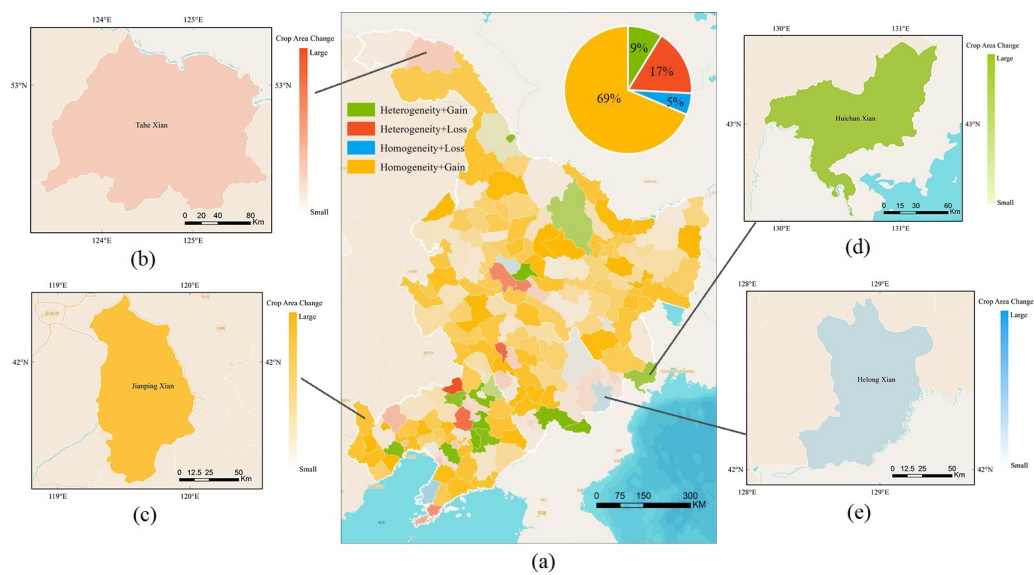 124°E
125°E
53°N
Tahe Xian
0 20 40 80
Km
124°E
125°E
Crop Area Change
Large
53°N
Small
(b)
119°E
120°E
42°N
Jianping Xian
0 12.5 25 50
Km
119°E
120°E
Crop Area Change
Large
42°N
Small
(c)
Heterogeneity+Gain
Heterogeneity+Loss
Homogeneity+Loss
Homogeneity+Gain
9%
17%
5%
69%
0 75 150 300
KM
(a)
130°E
131°E
43°N
Huichun Xian
0 15 30 60
Km
130°E
131°E
Crop Area Change
Large
43°N
Small
(d)
128°E
129°E
Helong Xian
42°N
0 12.5 25 50
Km
128°E
129°E
Crop Area Change
Large
42°N
Small
(e)